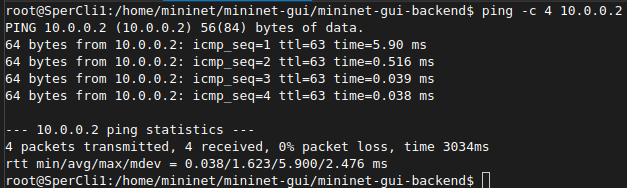 root@SperCli1:/home/mininet/mininet-gui/mininet-gui-backend$ ping -c 4 10.0.0.2
PING 10.0.0.2 (10.0.0.2) 56(84) bytes of data.
64 bytes from 10.0.0.2: icmp_seq=1 ttl=63 time=5.90 ms
64 bytes from 10.0.0.2: icmp_seq=2 ttl=63 time=0.516 ms
64 bytes from 10.0.0.2: icmp_seq=3 ttl=63 time=0.039 ms
64 bytes from 10.0.0.2: icmp_seq=4 ttl=63 time=0.038 ms
--- 10.0.0.2 ping statistics ---
4 packets transmitted, 4 received, 0% packet loss, time 3034ms
rtt min/avg/max/mdev = 0.038/1.623/5.900/2.476 ms
root@SperCli1:/home/mininet/mininet-gui/mininet-gui-backend$